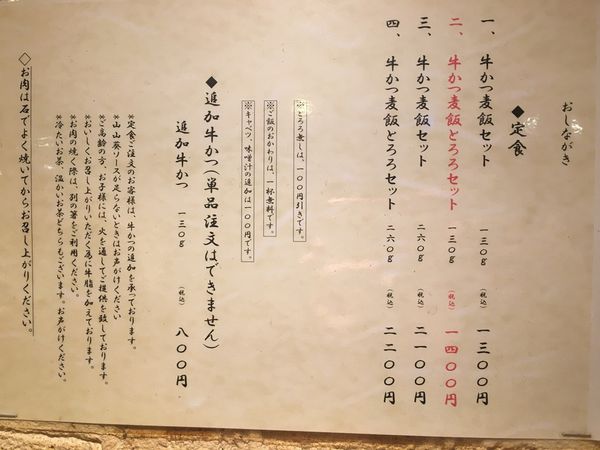 おしながき
◆定食
一、牛かつ麦飯セット 一三〇g (税込) 一三〇〇円
二、牛かつ麦飯とろろセット 一三〇g (税込) 一四〇〇円
三、牛かつ麦飯セット 二六〇g (税込) 二一〇〇円
四、牛かつ麦飯とろろセット 二六〇g (税込) 二二〇〇円
※とろろ無しは、一〇〇円引きです。
※ご飯のおかわりは、一杯無料です。
※キャベツ、味噌汁の追加は一〇〇円です。
◆追加牛かつ(単品注文はできません)
追加牛かつ 一三〇g (税込) 八〇〇円
*定食ご注文のお客様は、牛かつの追加を承っております。
*山山葵ソースが足らないときはお声がけください
*ご高齢の方、お子様には、火を通してご提供を致しております。
*おいしくお召し上がりいただく為に牛脂を加えております。
*お肉の焼く際は、別の箸をご利用ください。
*冷たいお茶、温かいお茶どちらもございます。お声がけください。
◇お肉は石でよく焼いてからお召し上がりください。